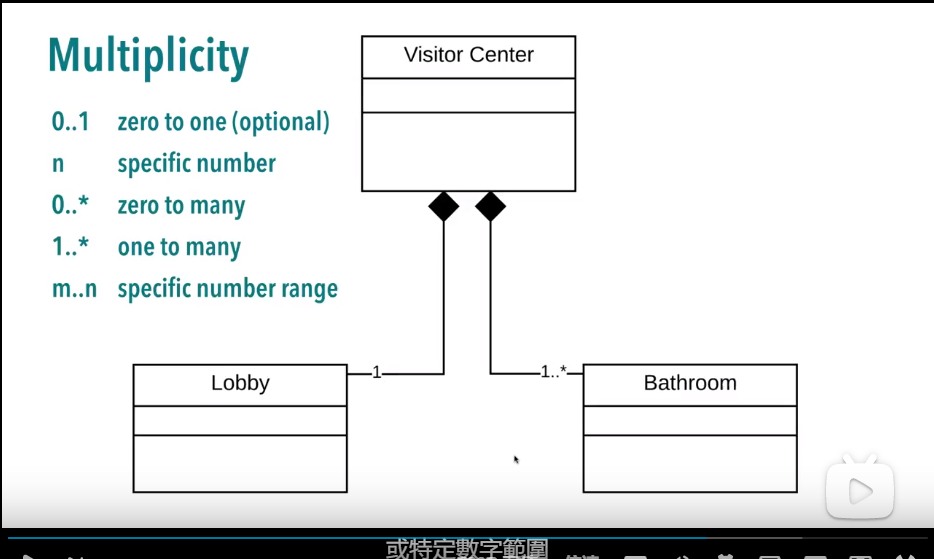 Multiplicity
0..1 zero to one (optional)
n specific number
0..* zero to many
1..* one to many
m..n specific number range
Visitor Center
1
1..*
Lobby
Bathroom
或特定數字範圍